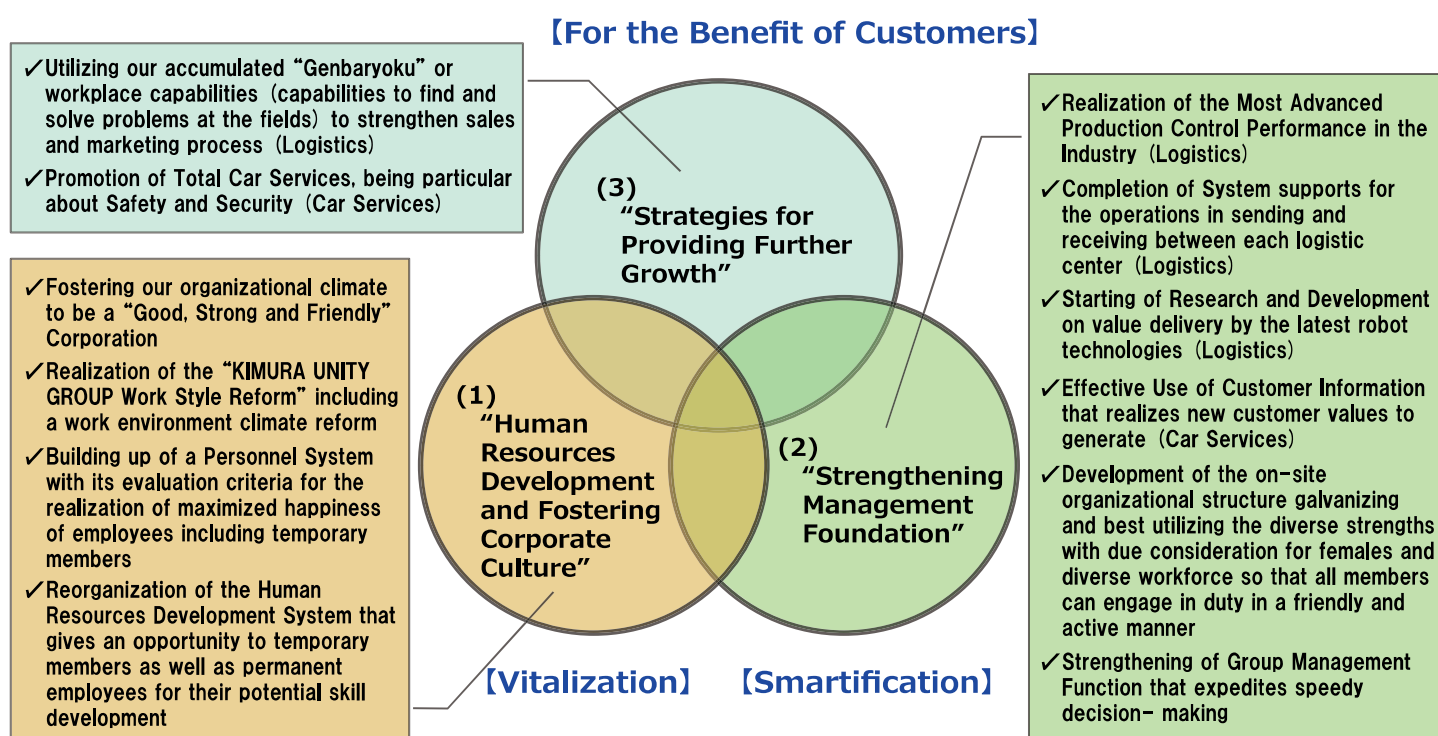 【For the Benefit of Customers】
✓Utilizing our accumulated “Genbaryoku” or
workplace capabilities (capabilities to find and
solve problems at the fields) to strengthen sales
and marketing process (Logistics)
✓Promotion of Total Car Services, being particular
about Safety and Security (Car Services)
(3)
“Strategies for
Providing Further
Growth”
✓Fostering our organizational climate
to be a “Good, Strong and Friendly”
Corporation
✓Realization of the “KIMURA UNITY
GROUP Work Style Reform” including
a work environment climate reform
✓Building up of a Personnel System
with its evaluation criteria for the
realization of maximized happiness
of employees including temporary
members
✓Reorganization of the Human
Resources Development System that
gives an opportunity to temporary
members as well as permanent
employees for their potential skill
development
(1)
“Human
Resources
Development
and Fostering
Corporate
Culture”
(2)
“Strengthening
Management
Foundation”
✓Realization of the Most Advanced
Production Control Performance in the
Industry (Logistics)
✓Completion of System supports for
the operations in sending and
receiving between each logistic
center (Logistics)
✓Starting of Research and Development
on value delivery by the latest robot
technologies (Logistics)
✓Effective Use of Customer Information
that realizes new customer values to
generate (Car Services)
✓Development of the on-site
organizational structure galvanizing
and best utilizing the diverse strengths
with due consideration for females and
diverse workforce so that all members
can engage in duty in a friendly and
active manner
✓Strengthening of Group Management
Function that expedites speedy
decision- making
【Vitalization】 【Smartification】